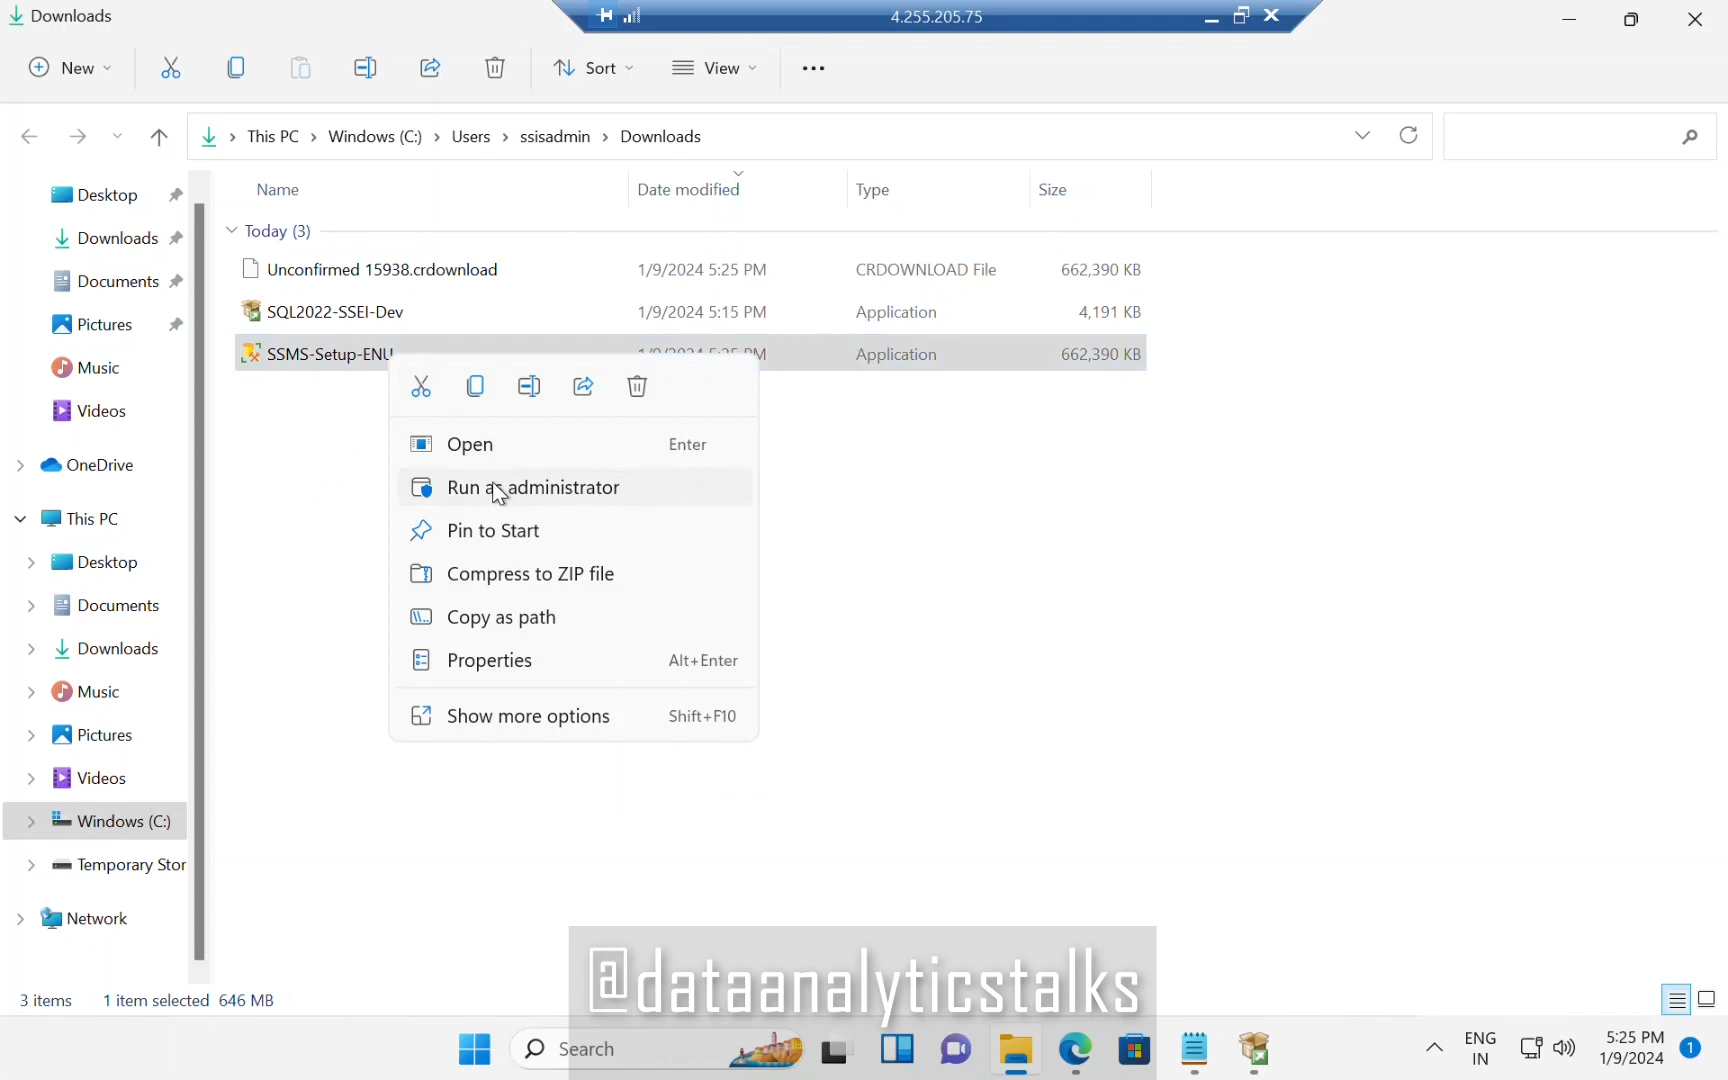 Downloads
4.255.205.75
New
Sort
View
This PC
Windows (C:)
Users
ssisadmin
Downloads
Name
Date modified
Type
Size
Today (3)
Unconfirmed 15938.crdownload
1/9/2024 5:25 PM
CRDOWNLOAD File
662,390 KB
SQL2022-SSEI-Dev
1/9/2024 5:15 PM
Application
4,191 KB
SSMS-Setup-ENU
1/9/2024 5:25 PM
Application
662,390 KB
Open Enter
Run as administrator
Pin to Start
Compress to ZIP file
Copy as path
Properties Alt+Enter
Show more options Shift+F10
Desktop
Downloads
Documents
Pictures
Music
Videos
OneDrive
This PC
Desktop
Documents
Downloads
Music
Pictures
Videos
Windows (C:)
Temporary Stor
Network
3 items 1 item selected 646 MB
@dataanalyticstalks
Search
ENG
IN
5:25 PM
1/9/2024
1